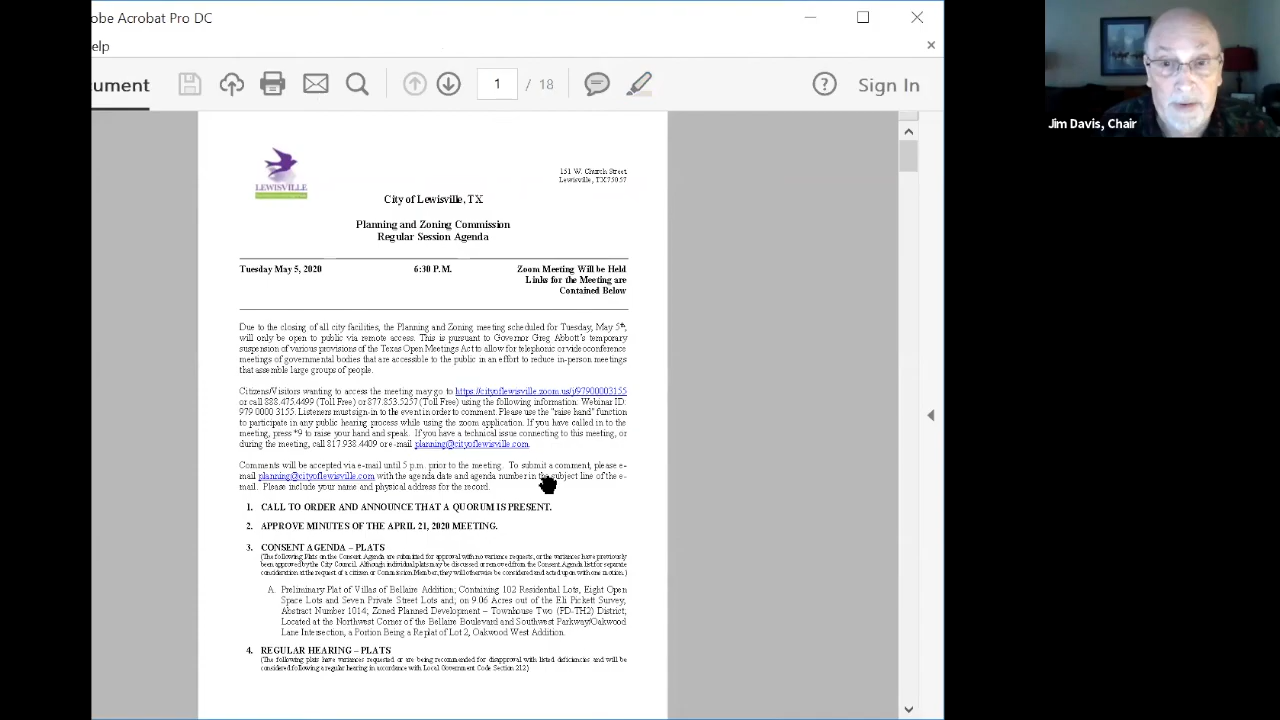 obe Acrobat Pro DC
elp
ument
1 / 18
Sign In
Jim Davis, Chair
LEWISVILLE
151 W. Church Street
Lewisville, TX 75057
City of Lewisville, TX
Planning and Zoning Commission
Regular Session Agenda
Tuesday May 5, 2020
6:30 P.M.
Zoom Meeting Will be Held
Links for the Meeting are
Contained Below
Due to the closing of all city facilities, the Planning and Zoning meeting scheduled for Tuesday, May 5th,
will only be open to public via remote access. This is pursuant to Governor Greg Abbott's temporary
suspension of various provisions of the Texas Open Meetings Act to allow for telephonic or videoconference
meetings of governmental bodies that are accessible to the public in an effort to reduce in-person meetings
that assemble large groups of people.
Citizens/Visitors wanting to access the meeting may go to https://cityoflewisville.zoom.us/j/97900003155
or call 888.475.4499 (Toll Free) or 877.853.5257 (Toll Free) using the following information. Webinar ID:
979 0000 3155. Listeners must sign-in to the event in order to comment. Please use the "raise hand" function
to participate in any public hearing process while using the zoom application. If you have called in to the
meeting, press *9 to raise your hand and speak. If you have a technical issue connecting to this meeting, or
during the meeting, call 817.938.4409 or e-mail planning@cityoflewisville.com.
Comments will be accepted via e-mail until 5 p.m. prior to the meeting. To submit a comment, please e-
mail planning@cityoflewisville.com with the agenda date and agenda number in the subject line of the e-
mail. Please include your name and physical address for the record.
1. CALL TO ORDER AND ANNOUNCE THAT A QUORUM IS PRESENT.
2. APPROVE MINUTES OF THE APRIL 21, 2020 MEETING.
3. CONSENT AGENDA – PLATS
(The following Plats on the Consent Agenda are submitted for approval with no variance requests, or the variances have previously
been approved by the City Council. Although individual plats may be discussed or removed from the Consent Agenda list for separate
consideration at the request of a citizen or Commission Member, they will otherwise be considered and acted upon with one motion.)
A. Preliminary Plat of Villas of Bellaire Addition; Containing 102 Residential Lots, Eight Open
Space Lots and Seven Private Street Lots and; on 9.06 Acres out of the Eli Pickett Survey,
Abstract Number 1014; Zoned Planned Development – Townhouse Two (PD-TH2) District;
Located at the Northwest Corner of the Bellaire Boulevard and Southwest Parkway/Oakwood
Lane Intersection, a Portion Being a Replat of Lot 2, Oakwood West Addition.
4. REGULAR HEARING – PLATS
(The following plats have variances requested or are being recommended for disapproval with listed deficiencies and will be
considered following a regular hearing in accordance with Local Government Code Section 212)